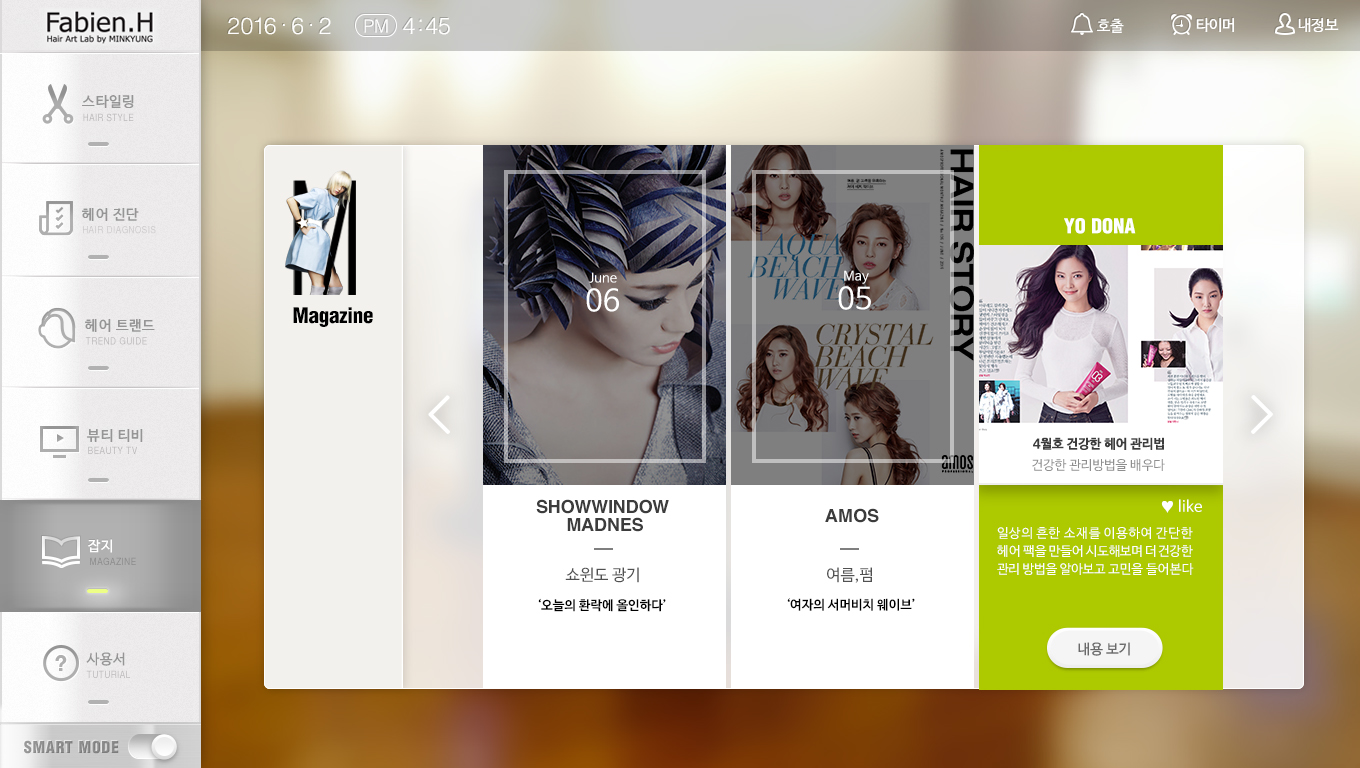 Fabien.H
Hair Art Lab by MINKYUNG
2016 · 6 · 2 PM 4:45
호출
타이머
내정보
스타일링
HAIR STYLE
헤어 진단
HAIR DIAGNOSIS
헤어 트랜드
TREND GUIDE
뷰티 티비
BEAUTY TV
잡지
MAGAZINE
사용서
TUTURIAL
SMART MODE
Magazine
June
06
SHOWWINDOW
MADNES
쇼윈도 광기
‘오늘의 환락에 올인하다’
HAIR STORY
AQUA
BEACH
WAVE
May
05
CRYSTAL
BEACH
WAVE
amos
AMOS
여름,펌
‘여자의 서머비치 웨이브’
YO DONA
4월호 건강한 헤어 관리법
건강한 관리방법을 배우다
♥ like
일상의 흔한 소재를 이용하여 간단한
헤어 팩을 만들어 시도해보며 더 건강한
관리 방법을 알아보고 고민을 들어본다
내용 보기